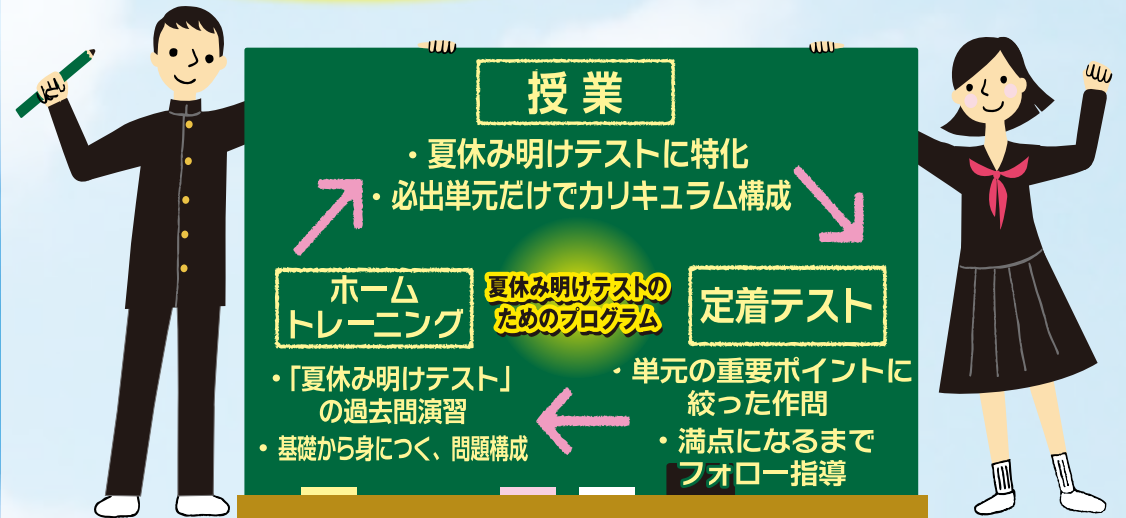 授業
・夏休み明けテストに特化
・必出単元だけでカリキュラム構成
夏休み明けテストの
ためのプログラム
定着テスト
・単元の重要ポイントに
絞った作問
・満点になるまで
フォロー指導
ホーム
トレーニング
・「夏休み明けテスト」
の過去問演習
・基礎から身につく、問題構成